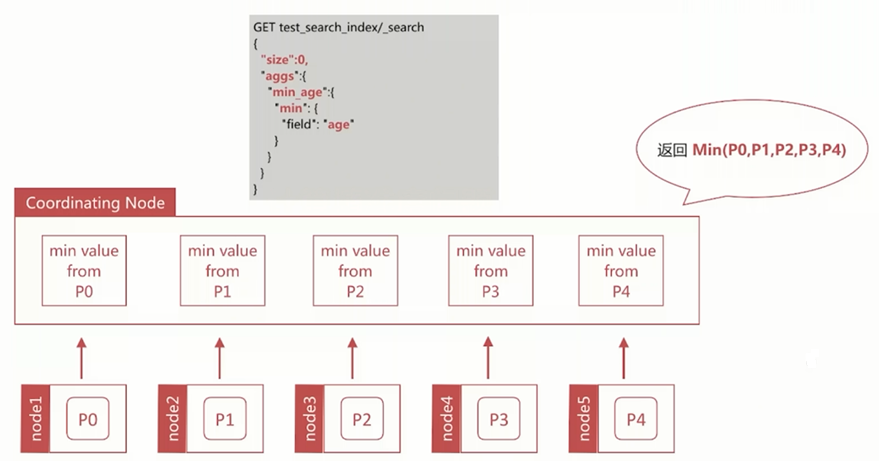 GET test_search_index/_search
{
"size":0,
"aggs":{
"min_age":{
"min": {
"field": "age"
}
}
}
}
返回 Min(P0,P1,P2,P3,P4)
Coordinating Node
min value
from
P0
min value
from
P1
min value
from
P2
min value
from
P3
min value
from
P4
node1
P0
node2
P1
node3
P2
node4
P3
node5
P4